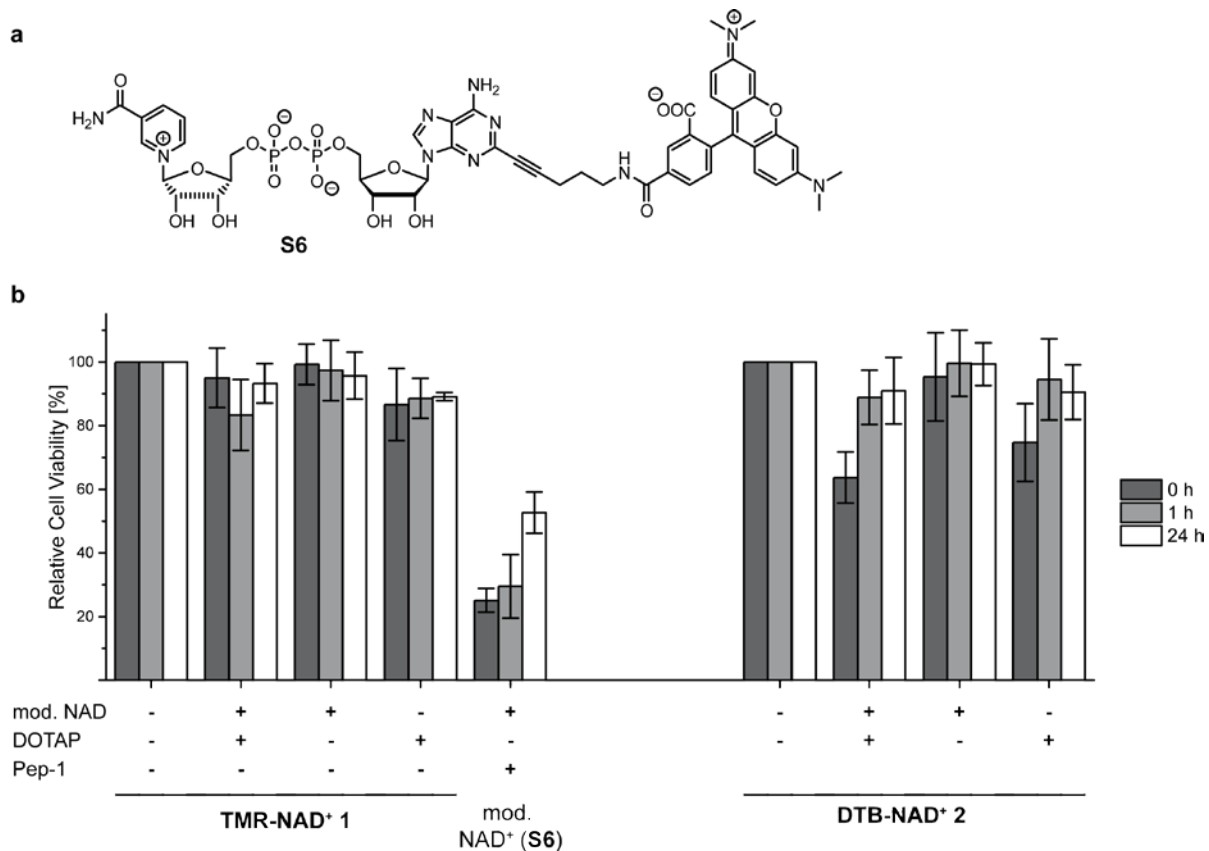 a
NH₂
O
H₂N
N
N
N
N
N
⊕
O
O
P
O
P
O
O⊖
O
O
O⊖
O
OH
OH
OH
OH
H
N
O
⊖OOC
⊕
N
O
N
S6
b
Relative Cell Viability [%]
100
80
60
40
20
0 h
1 h
24 h
mod. NAD - + + - + - + + -
DOTAP - + - + - - + - +
Pep-1 - - - - +
TMR-NAD⁺ 1
mod.
NAD⁺ (S6)
DTB-NAD⁺ 2